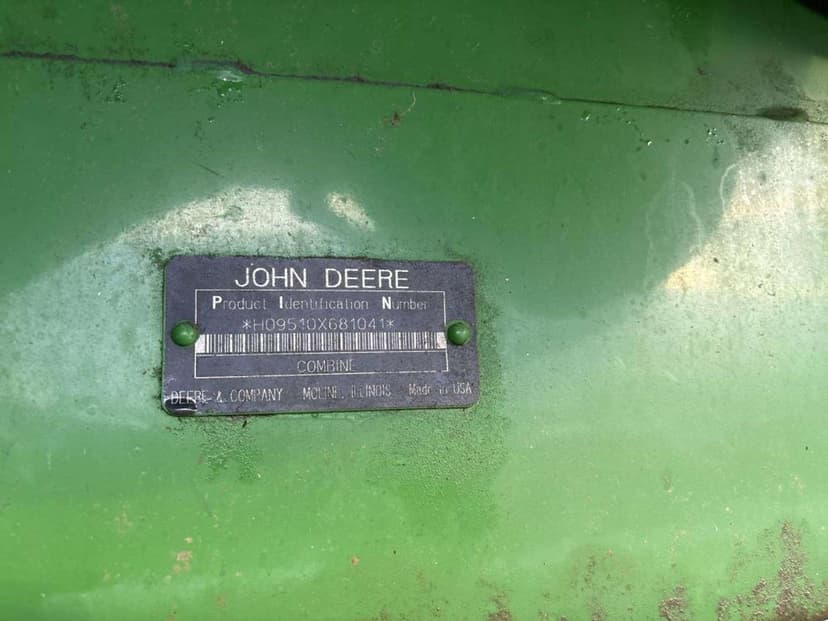 JOHN DEERE
Product Identification Number
*H09510X681041*
COMBINE
DEERE & COMPANY MOLINE, ILLINOIS Made in USA